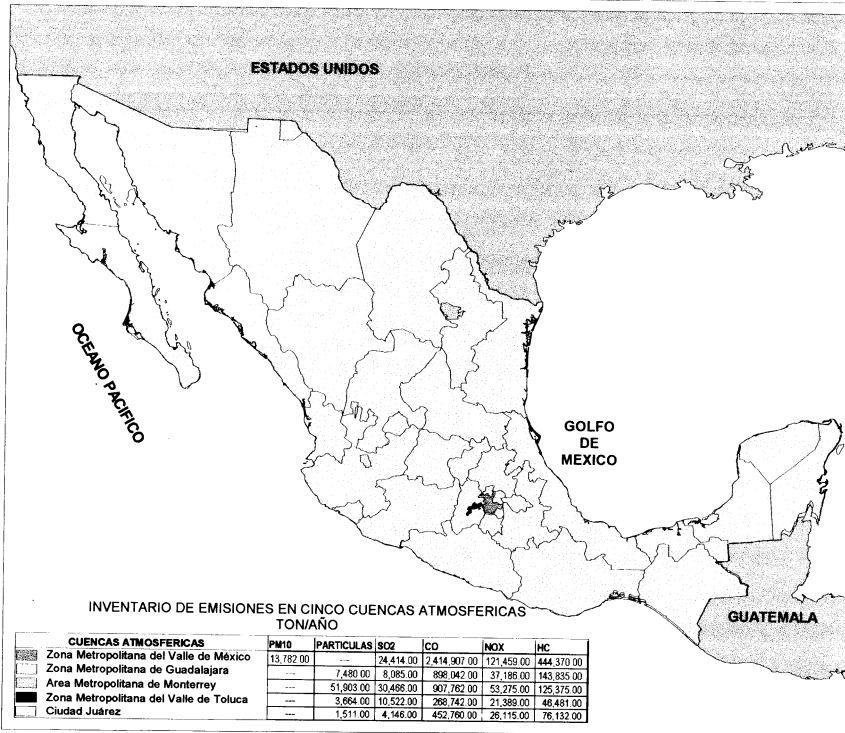 ESTADOS UNIDOS
OCEANO PACIFICO
GOLFO
DE
MEXICO
GUATEMALA
INVENTARIO DE EMISIONES EN CINCO CUENCAS ATMOSFERICAS
TON/AÑO
CUENCAS ATMOSFERICAS PM10 PARTICULAS SO2 CO NOX HC
Zona Metropolitana del Valle de México 13,782.00 --- 24,414.00 2,414,907.00 121,459.00 444,370.00
Zona Metropolitana de Guadalajara --- 7,480.00 8,085.00 898,042.00 37,186.00 143,835.00
Area Metropolitana de Monterrey --- 51,903.00 30,466.00 907,762.00 53,275.00 125,375.00
Zona Metropolitana del Valle de Toluca --- 3,664.00 10,522.00 268,742.00 21,389.00 46,481.00
Ciudad Juárez --- 1,511.00 4,146.00 452,760.00 26,115.00 76,132.00